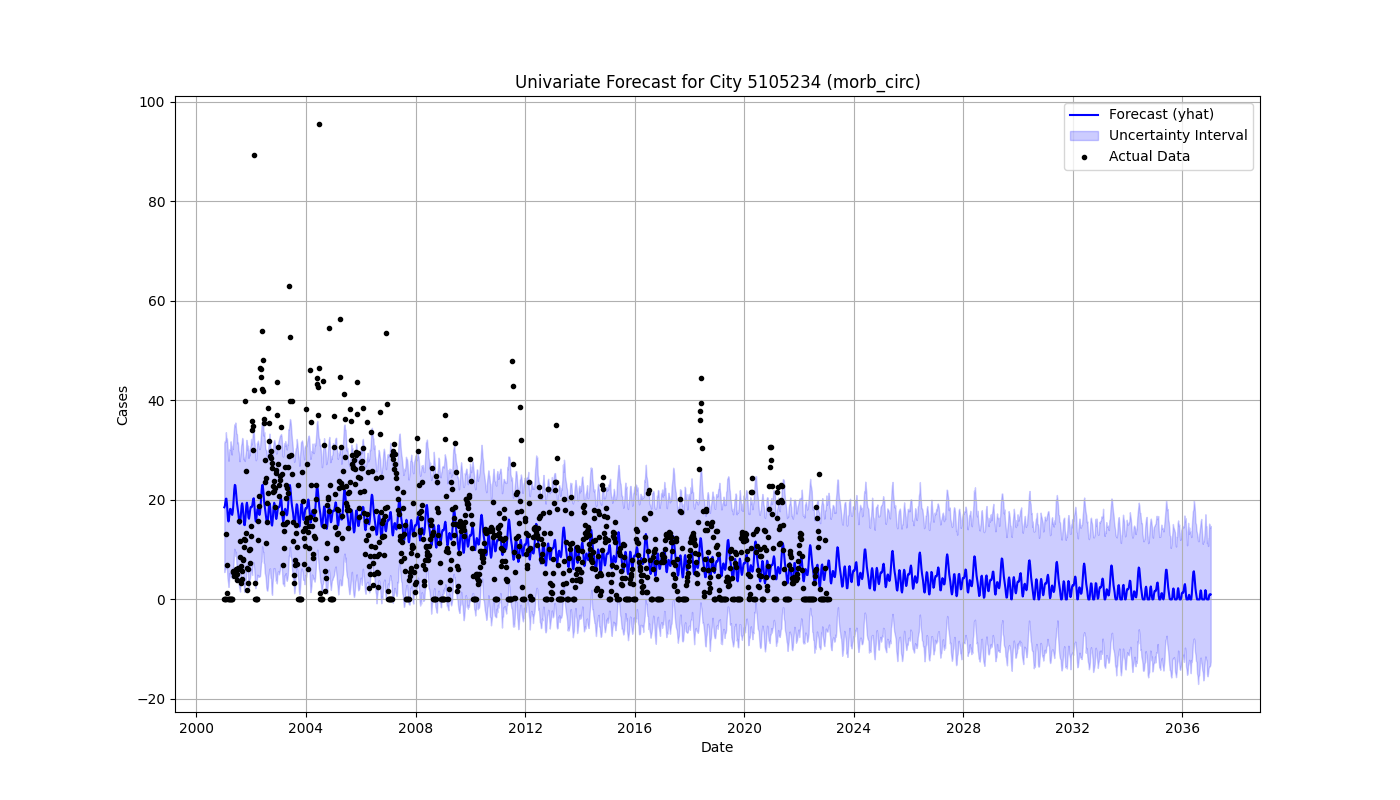 Univariate Forecast for City 5105234 (morb_circ)
Forecast (yhat)
Uncertainty Interval
Actual Data
Cases
100
80
60
40
20
0
−20
2000
2004
2008
2012
2016
2020
2024
2028
2032
2036
Date